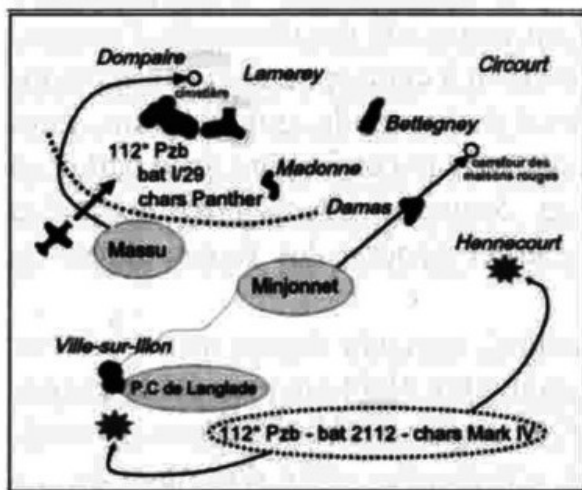 Dompaire
Lamerey
Circourt
cimetière
112° Pzb
bat I/29
chars Panther
Bettegney
carrefour des
maisons rouges
Madonne
Damas
Massu
Hennecourt
Minjonnet
Ville-sur-Illon
P.C de Langlade
112° Pzb - bat 2112 - chars Mark IV